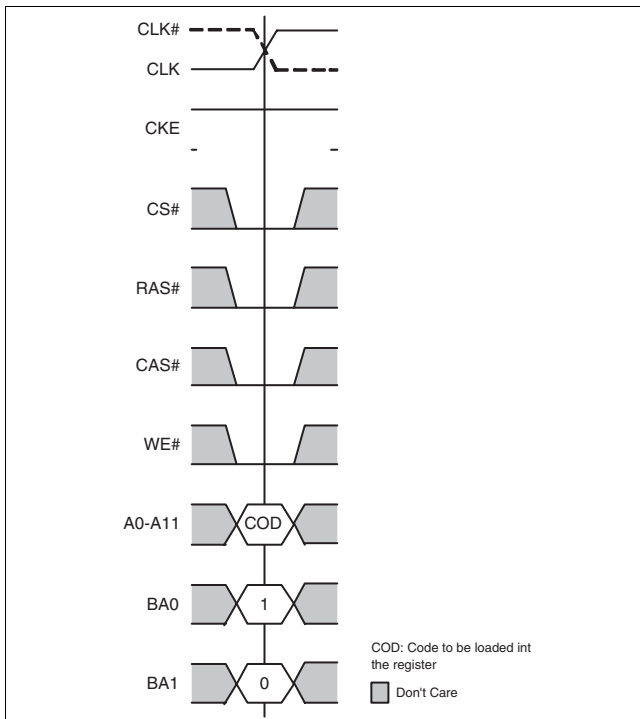 CLK#
CLK
CKE
CS#
RAS#
CAS#
WE#
A0-A11
COD
BA0
1
BA1
0
COD: Code to be loaded int
the register
Don't Care